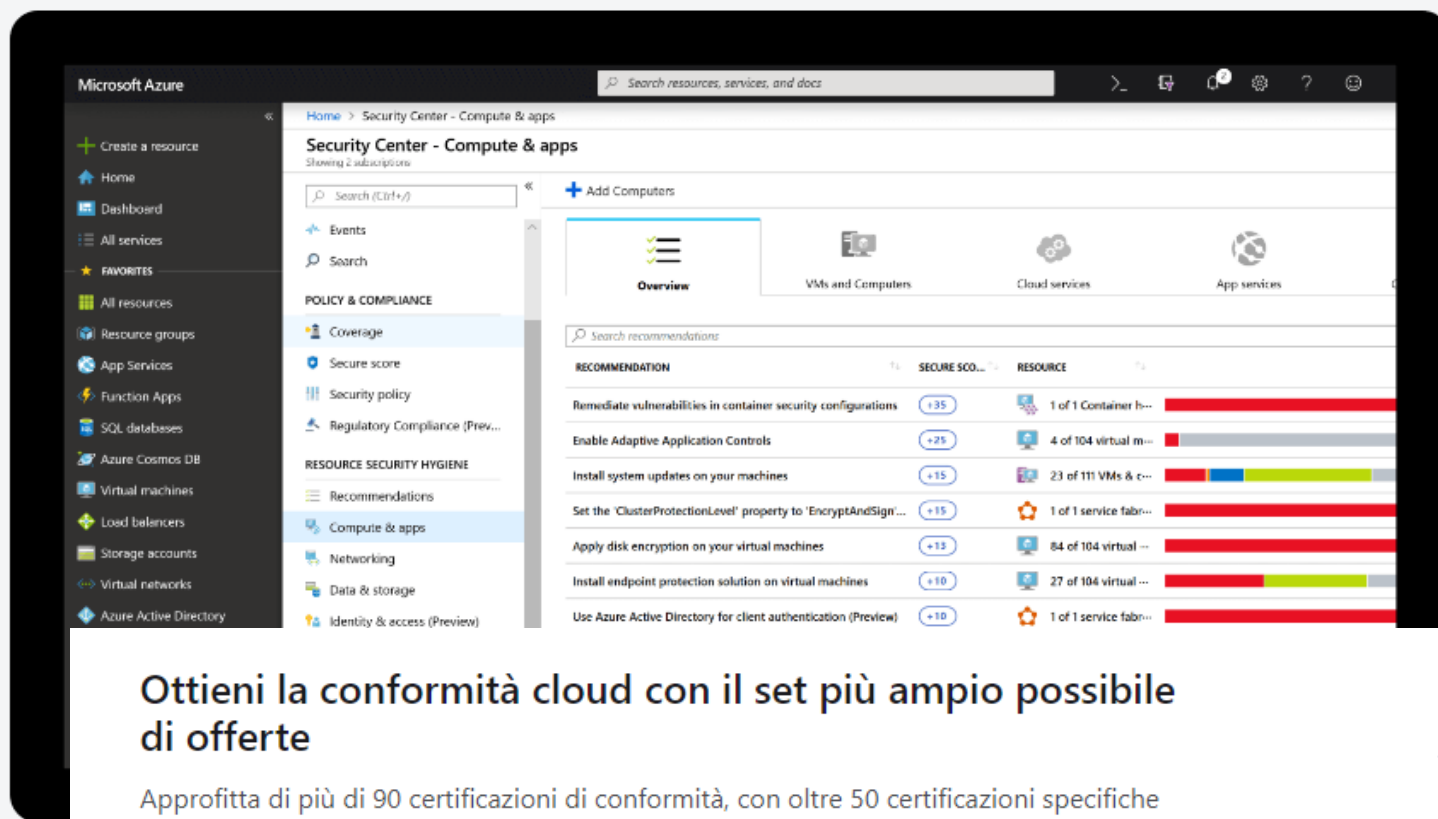 Microsoft Azure
Search resources, services, and docs
2
Create a resource
Home
Dashboard
All services
FAVORITES
All resources
Resource groups
App Services
Function Apps
SQL databases
Azure Cosmos DB
Virtual machines
Load balancers
Storage accounts
Virtual networks
Azure Active Directory
Home > Security Center - Compute & apps
Security Center - Compute & apps
Showing 2 subscriptions
Search (Ctrl+/)
Events
Search
POLICY & COMPLIANCE
Coverage
Secure score
Security policy
Regulatory Compliance (Prev...
RESOURCE SECURITY HYGIENE
Recommendations
Compute & apps
Networking
Data & storage
Identity & access (Preview)
Add Computers
Overview
VMs and Computers
Cloud services
App services
Search recommendations
RECOMMENDATION SECURE SCO... RESOURCE
Remediate vulnerabilities in container security configurations +35 1 of 1 Container h...
Enable Adaptive Application Controls +25 4 of 104 virtual m...
Install system updates on your machines +15 23 of 111 VMs & c...
Set the 'ClusterProtectionLevel' property to 'EncryptAndSign'... +15 1 of 1 service fabr...
Apply disk encryption on your virtual machines +13 84 of 104 virtual ...
Install endpoint protection solution on virtual machines +10 27 of 104 virtual ...
Use Azure Active Directory for client authentication (Preview) +10 1 of 1 service fabr...
Ottieni la conformità cloud con il set più ampio possibile
di offerte
Approfitta di più di 90 certificazioni di conformità, con oltre 50 certificazioni specifiche